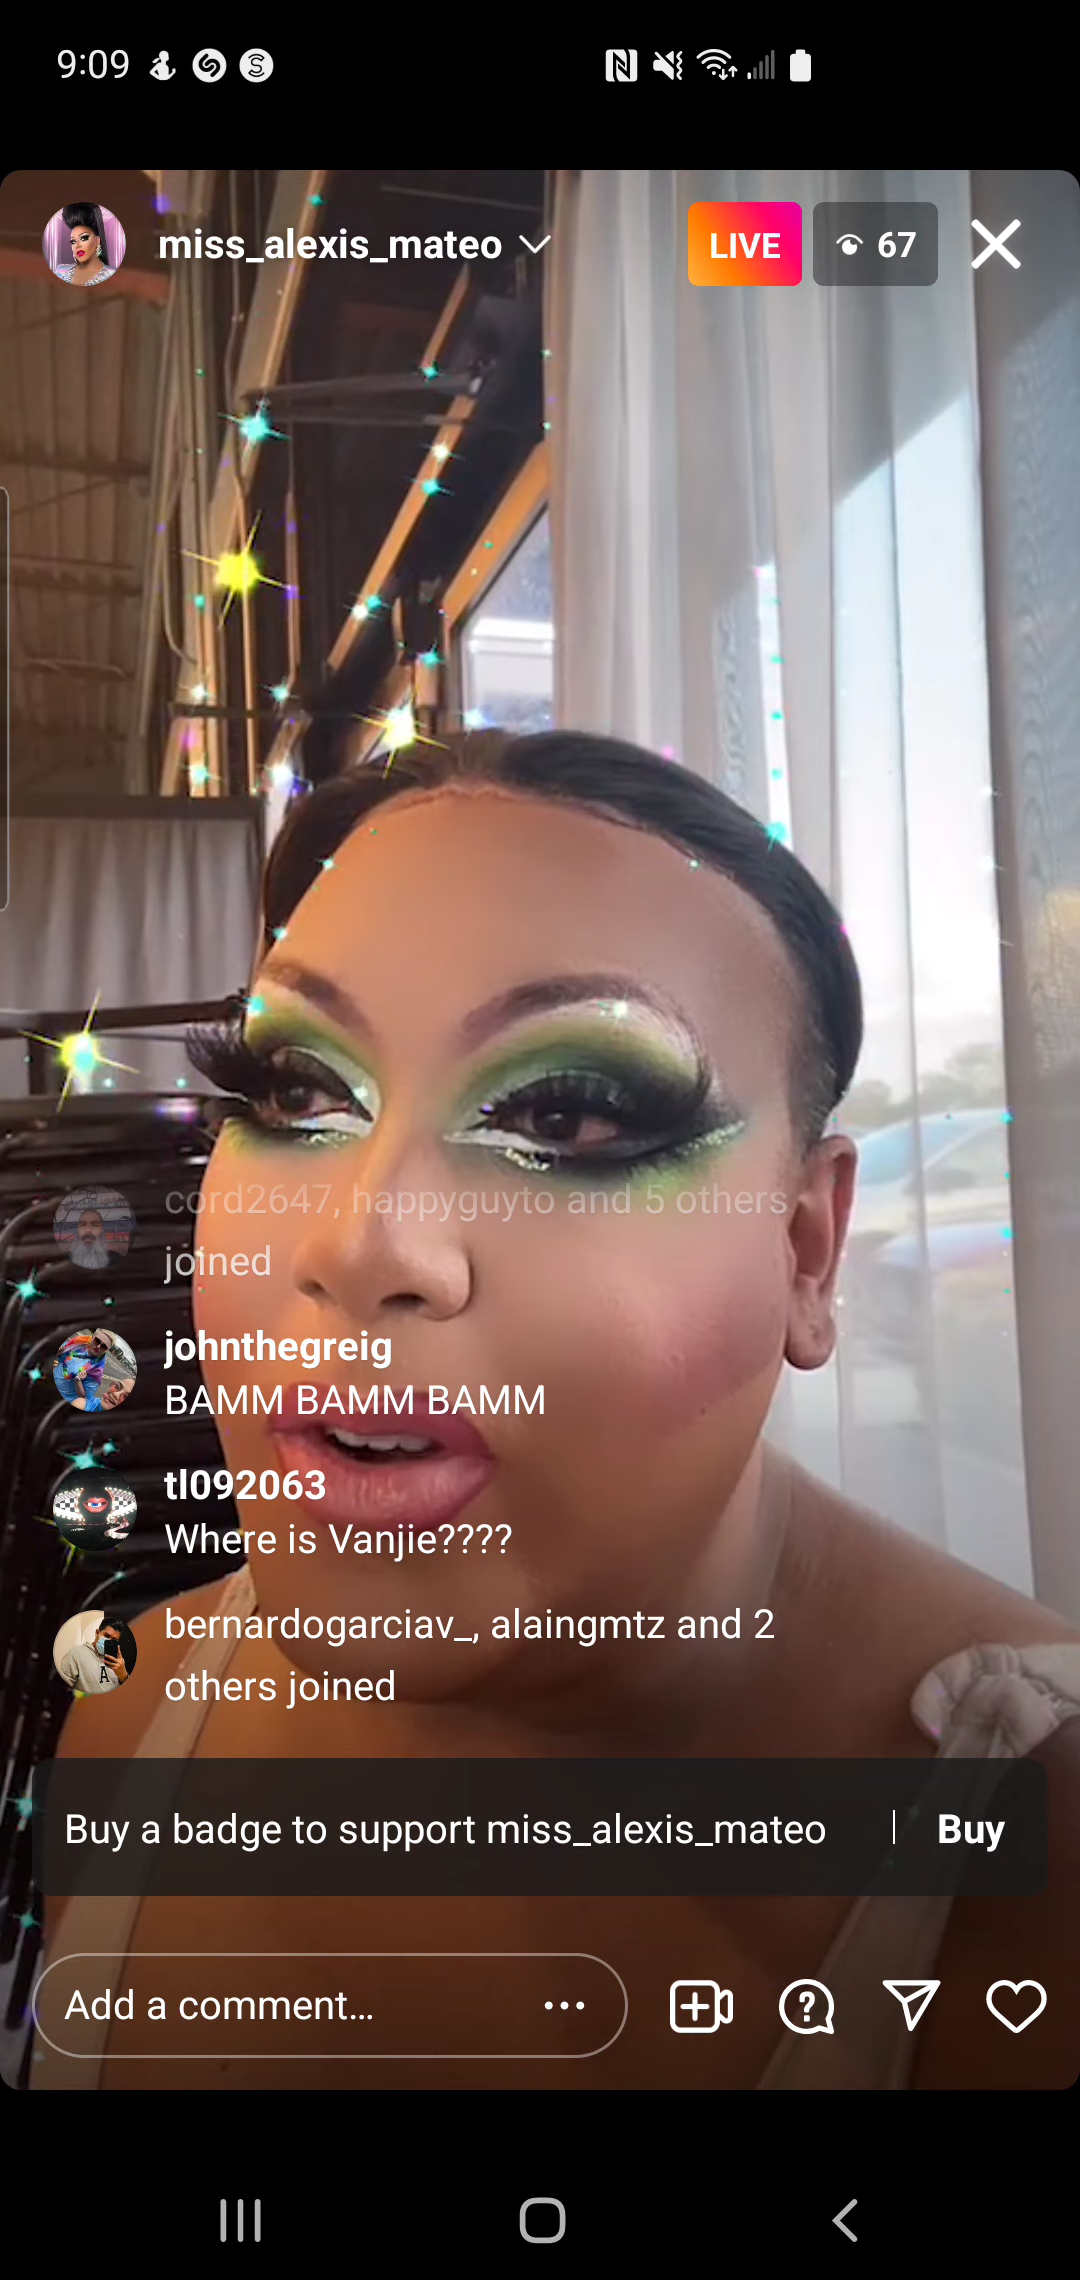 9:09
miss_alexis_mateo
LIVE
67
cord2647, happyguyto and 5 others
joined
johnthegreig
BAMM BAMM BAMM
tl092063
Where is Vanjie????
bernardogarciav_, alaingmtz and 2
others joined
Buy a badge to support miss_alexis_mateo | Buy
Add a comment...